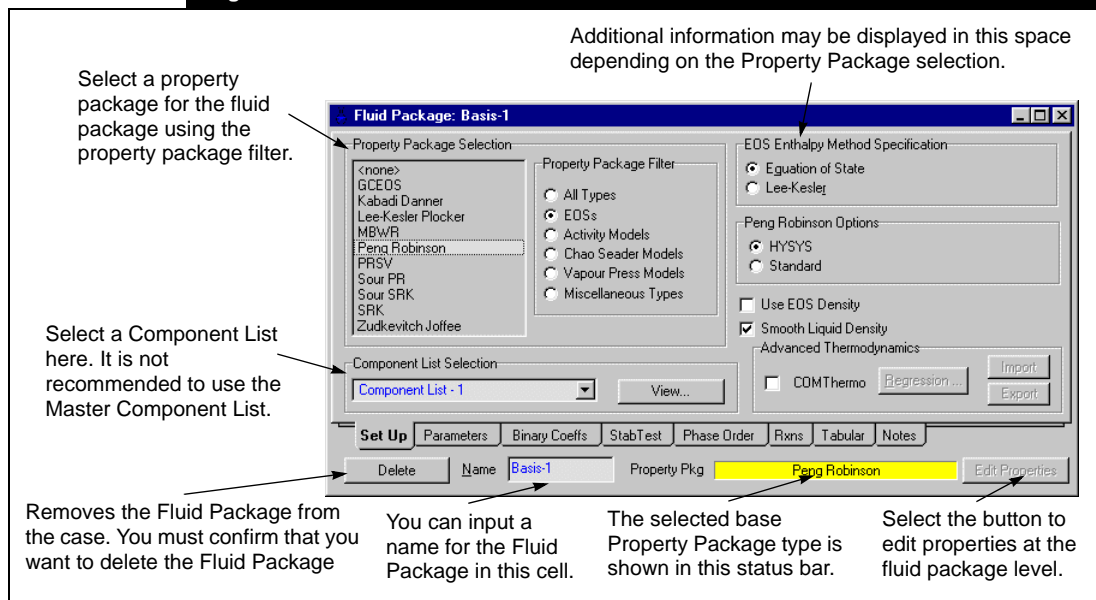 Additional information may be displayed in this space
depending on the Property Package selection.
Select a property
package for the fluid
package using the
property package filter.
Fluid Package: Basis-1
Property Package Selection
<none>
GCEOS
Kabadi Danner
Lee-Kesler Plocker
MBWR
Peng Robinson
PRSV
Sour PR
Sour SRK
SRK
Zudkevitch Joffee
Property Package Filter
All Types
EOSs
Activity Models
Chao Seader Models
Vapour Press Models
Miscellaneous Types
EOS Enthalpy Method Specification
Equation of State
Lee-Kesler
Peng Robinson Options
HYSYS
Standard
Use EOS Density
Smooth Liquid Density
Advanced Thermodynamics
COMThermo
Regression ...
Import
Export
Select a Component List
here. It is not
recommended to use the
Master Component List.
Component List Selection
Component List - 1
View...
Set Up Parameters Binary Coeffs StabTest Phase Order Rxns Tabular Notes
Delete Name Basis-1 Property Pkg Peng Robinson Edit Properties
Removes the Fluid Package from
the case. You must confirm that you
want to delete the Fluid Package
You can input a
name for the Fluid
Package in this cell.
The selected base
Property Package type is
shown in this status bar.
Select the button to
edit properties at the
fluid package level.